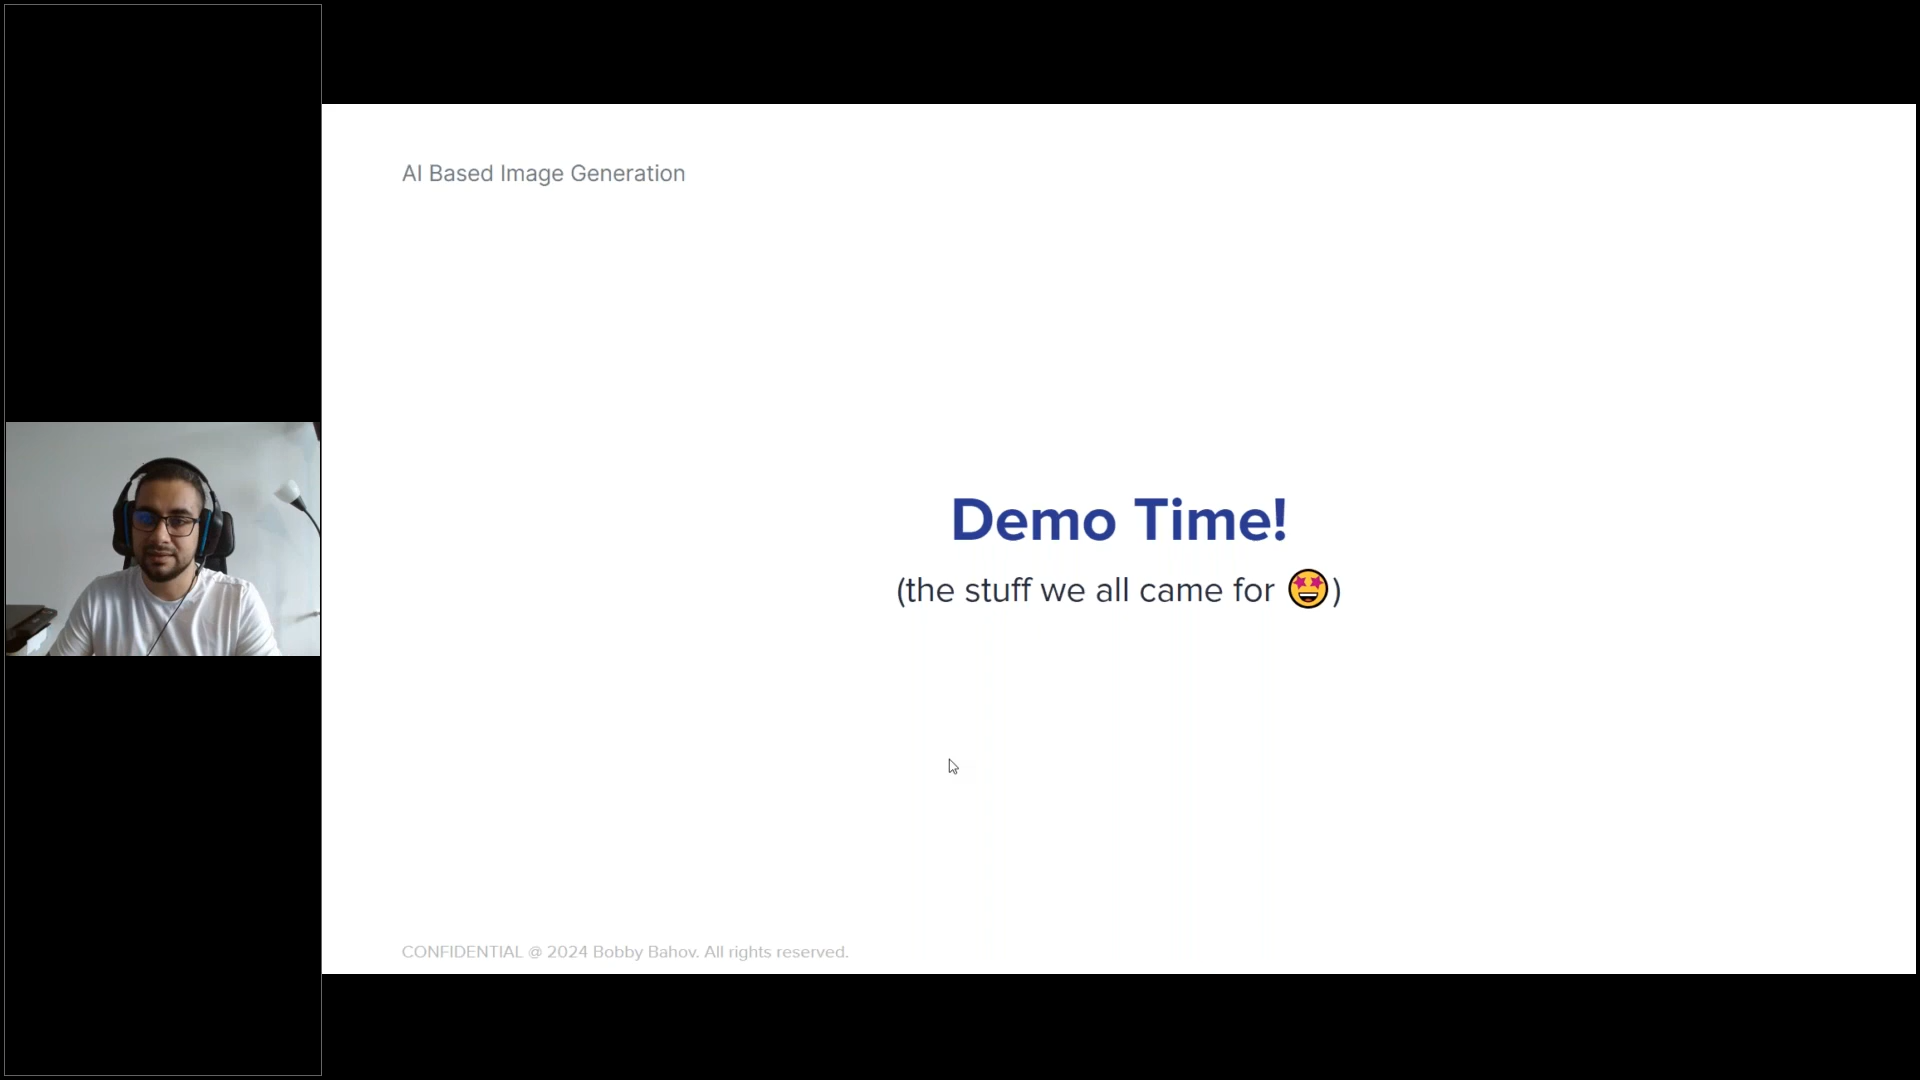 AI Based Image Generation
Demo Time!
(the stuff we all came for 🤩)
CONFIDENTIAL @ 2024 Bobby Bahov. All rights reserved.